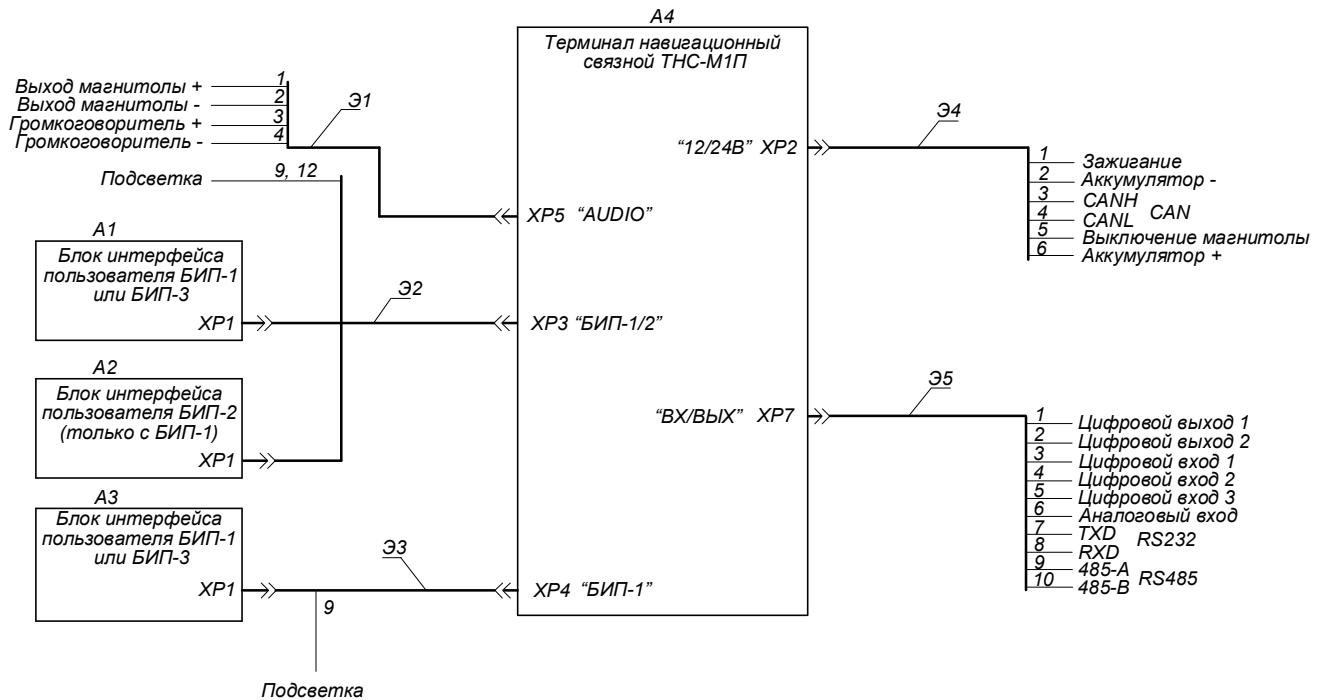 A4
Терминал навигационный
связной ТНС-М1П
Выход магнитолы + 1
Выход магнитолы - 2
Громкоговоритель + 3
Громкоговоритель - 4
Э1
Подсветка 9, 12
XP5 "AUDIO"
"12/24В" XP2
Э4
1 Зажигание
2 Аккумулятор -
3 CANH
4 CANL
CAN
5 Выключение магнитолы
6 Аккумулятор +
A1
Блок интерфейса
пользователя БИП-1
или БИП-3
XP1
Э2
XP3 "БИП-1/2"
A2
Блок интерфейса
пользователя БИП-2
(только с БИП-1)
XP1
"ВХ/ВЫХ" XP7
Э5
1 Цифровой выход 1
2 Цифровой выход 2
3 Цифровой вход 1
4 Цифровой вход 2
5 Цифровой вход 3
6 Аналоговый вход
7 TXD
8 RXD
RS232
9 485-A
10 485-B
RS485
A3
Блок интерфейса
пользователя БИП-1
или БИП-3
XP1
Э3
XP4 "БИП-1"
9
Подсветка